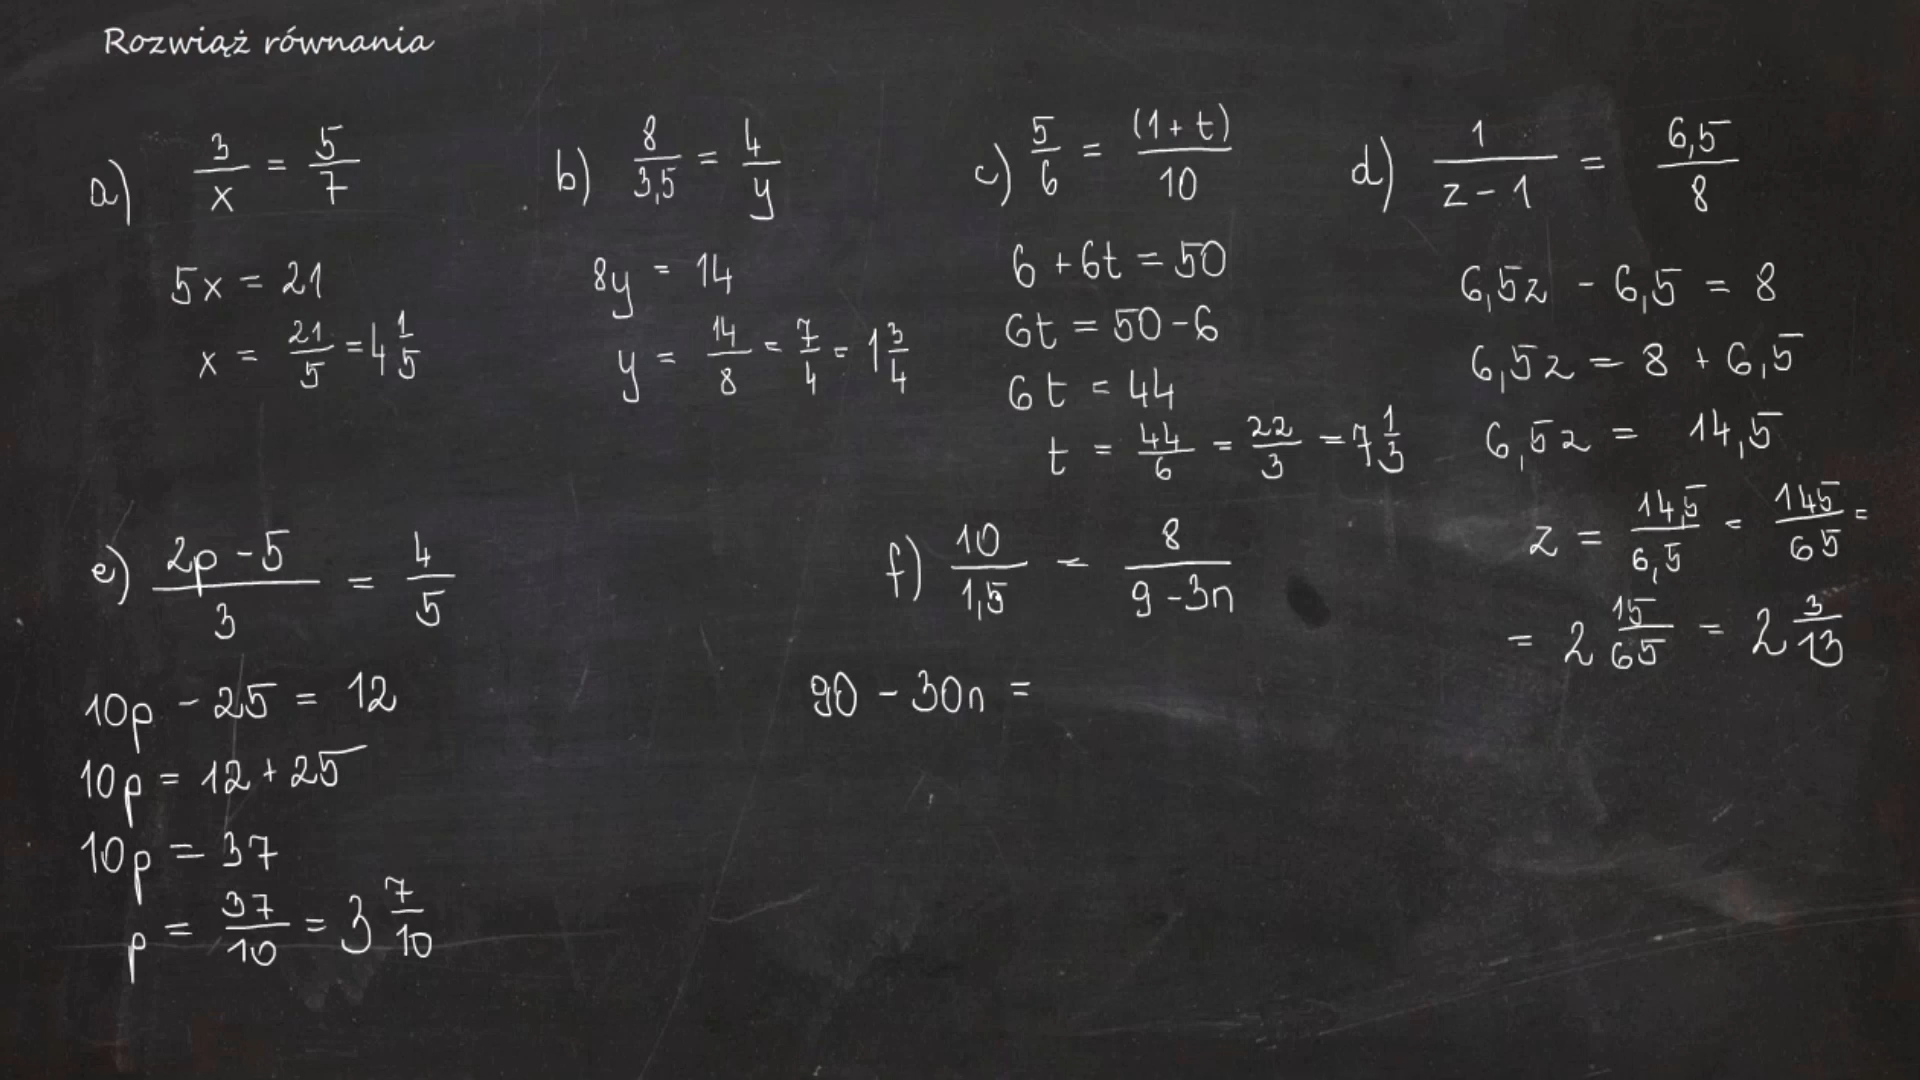 Rozwiąż równania
a) 3/x = 5/7
5x = 21
x = 21/5 = 4 1/5
b) 8/3,5 = 4/y
8y = 14
y = 14/8 = 7/4 = 1 3/4
c) 5/6 = (1+t)/10
6 + 6t = 50
6t = 50 - 6
6t = 44
t = 44/6 = 22/3 = 7 1/3
d) 1/(z - 1) = 6,5/8
6,5z - 6,5 = 8
6,5z = 8 + 6,5
6,5z = 14,5
z = 14,5/6,5 = 145/65 =
= 2 15/65 = 2 3/13
e) (2p - 5)/3 = 4/5
10p - 25 = 12
10p = 12 + 25
10p = 37
p = 37/10 = 3 7/10
f) 10/1,5 = 8/(9 - 3n)
90 - 30n =